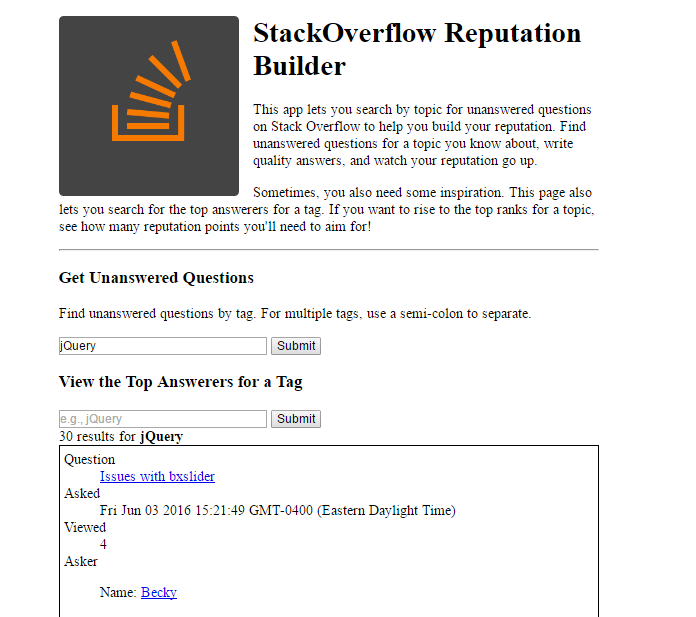 StackOverflow Reputation
Builder
This app lets you search by topic for unanswered questions
on Stack Overflow to help you build your reputation. Find
unanswered questions for a topic you know about, write
quality answers, and watch your reputation go up.
Sometimes, you also need some inspiration. This page also
lets you search for the top answerers for a tag. If you want to rise to the top ranks for a topic,
see how many reputation points you'll need to aim for!
Get Unanswered Questions
Find unanswered questions by tag. For multiple tags, use a semi-colon to separate.
jQuery Submit
View the Top Answerers for a Tag
e.g., jQuery Submit
30 results for jQuery
Question
Issues with bxslider
Asked
Fri Jun 03 2016 15:21:49 GMT-0400 (Eastern Daylight Time)
Viewed
4
Asker
Name: Becky